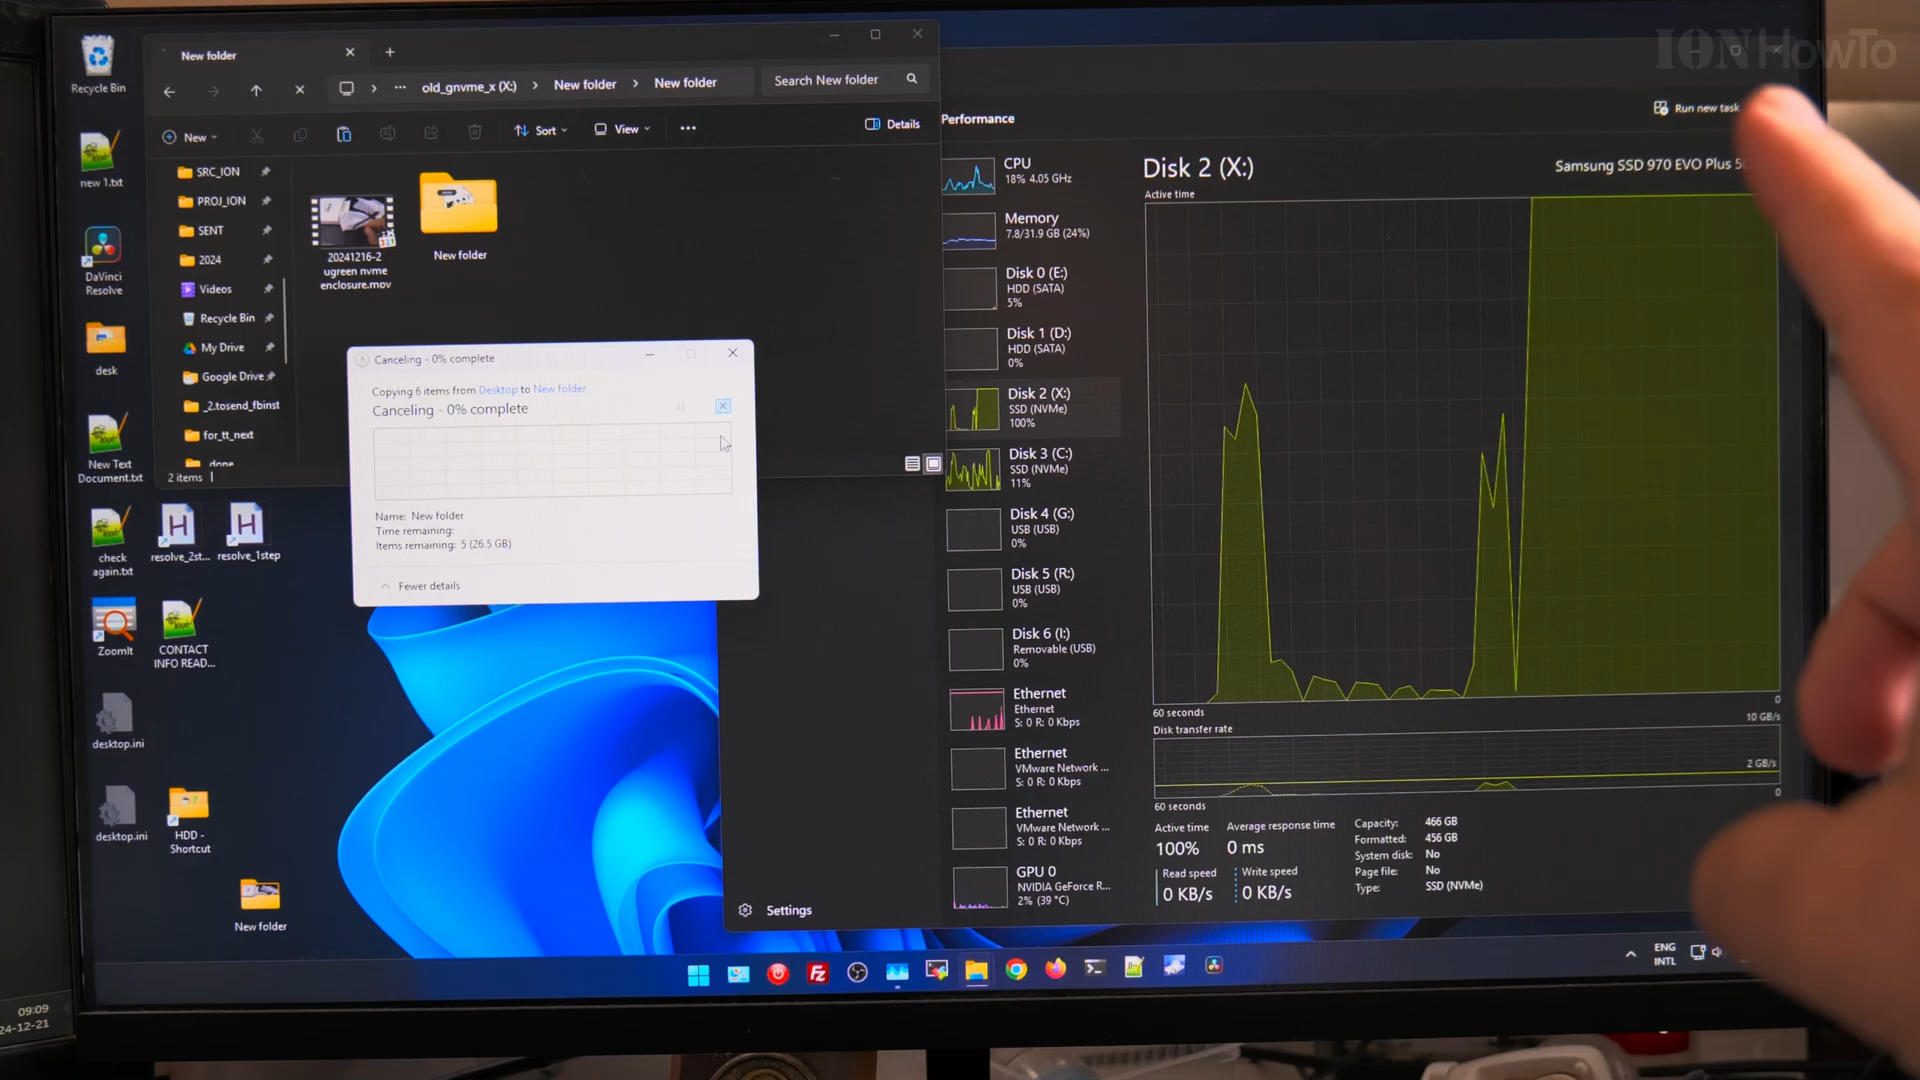 IONHowTo
Recycle Bin
new 1.txt
DaVinci
Resolve
desk
New Text
Document.txt
check
again.txt
resolve_2st...
resolve_1step
ZoomIt
CONTACT
INFO READ...
desktop.ini
desktop.ini
HDD -
Shortcut
New folder
New folder
old_gnvme_x (X:)
New folder
New folder
Search New folder
New
Sort
View
Details
SRC_ION
PROJ_ION
SENT
2024
Videos
Recycle Bin
My Drive
Google Drive
_2.tosend_fbinst
for_tt_next
done
2 items
20241216-2
ugreen nvme
enclosure.mov
New folder
Canceling - 0% complete
Copying 6 items from Desktop to New folder
Canceling - 0% complete
Name: New folder
Time remaining:
Items remaining: 5 (26.5 GB)
Fewer details
Performance
Run new task
CPU
18% 4.05 GHz
Memory
7.8/31.9 GB (24%)
Disk 0 (E:)
HDD (SATA)
5%
Disk 1 (D:)
HDD (SATA)
0%
Disk 2 (X:)
SSD (NVMe)
100%
Disk 3 (C:)
SSD (NVMe)
11%
Disk 4 (G:)
USB (USB)
0%
Disk 5 (R:)
USB (USB)
0%
Disk 6 (I:)
Removable (USB)
0%
Ethernet
Ethernet
S: 0 R: 0 Kbps
Ethernet
VMware Network ...
S: 0 R: 0 Kbps
Ethernet
VMware Network ...
S: 0 R: 0 Kbps
GPU 0
NVIDIA GeForce R...
2% (39 °C)
Settings
Disk 2 (X:)
Samsung SSD 970 EVO Plus
Active time
60 seconds
0
Disk transfer rate
10 GB/s
2 GB/s
60 seconds
0
Active time
100%
Average response time
0 ms
Read speed
0 KB/s
Write speed
0 KB/s
Capacity: 466 GB
Formatted: 456 GB
System disk: No
Page file: No
Type: SSD (NVMe)
ENG
INTL
09:09
24-12-21